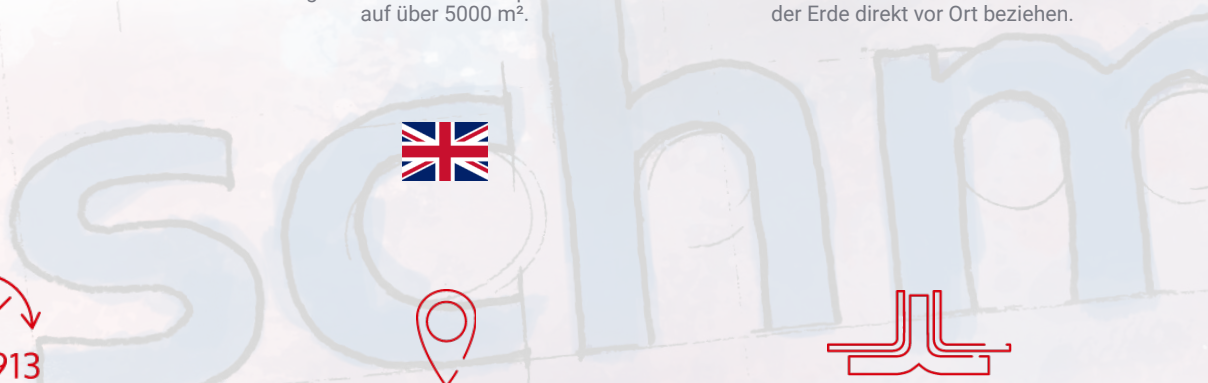 auf über 5000 m².
der Erde direkt vor Ort beziehen.
schm
913